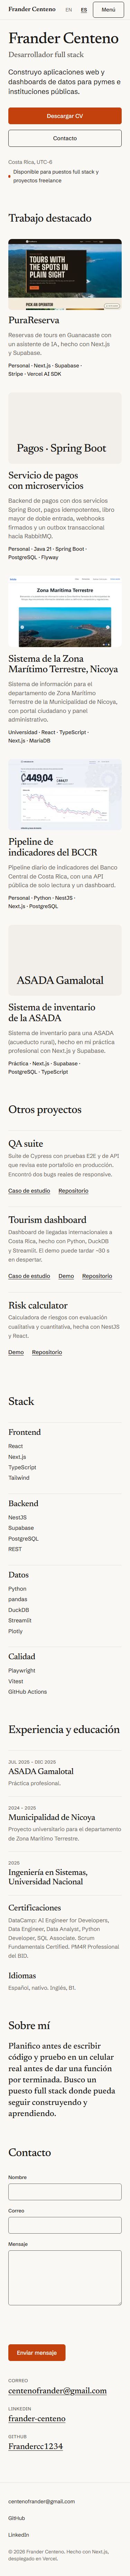 Frander Centeno EN ES Menú
Frander Centeno
Desarrollador full stack
Construyo aplicaciones web y
dashboards de datos para pymes e
instituciones públicas.
Descargar CV
Contacto
Costa Rica, UTC-6
Disponible para puestos full stack y
proyectos freelance
Trabajo destacado
TOURS WITH THE
SPINES IN PLAIN
SIGHT
PICK AN OPERATOR
PuraReserva
Reservas de tours en Guanacaste con
un asistente de IA, hecho con Next.js
y Supabase.
Personal · Next.js · Supabase ·
Stripe · Vercel AI SDK
Pagos · Spring Boot
Servicio de pagos
con microservicios
Backend de pagos con dos servicios
Spring Boot, pagos idempotentes, libro
mayor de doble entrada, webhooks
firmados y un outbox transaccional
hacia RabbitMQ.
Personal · Java 21 · Spring Boot ·
PostgreSQL · Flyway
Zona Marítima Terrestre
Sistema de la Zona
Marítimo Terrestre, Nicoya
Sistema de información para el
departamento de Zona Marítimo
Terrestre de la Municipalidad de Nicoya,
con portal ciudadano y panel
administrativo.
Universidad · React · TypeScript ·
Next.js · MariaDB
₡449,04
Pipeline de
indicadores del BCCR
Pipeline diario de indicadores del Banco
Central de Costa Rica, con una API
pública de solo lectura y un dashboard.
Personal · Python · NestJS ·
Next.js · PostgreSQL
ASADA Gamalotal
Sistema de inventario
de la ASADA
Sistema de inventario para una ASADA
(acueducto rural), hecho en mi práctica
profesional con Next.js y Supabase.
Práctica · Next.js · Supabase ·
PostgreSQL · TypeScript
Otros proyectos
QA suite
Suite de Cypress con pruebas E2E y de API
que revisa este portafolio en producción.
Encontró dos bugs reales de responsive.
Caso de estudio Repositorio
Tourism dashboard
Dashboard de llegadas internacionales a
Costa Rica, hecho con Python, DuckDB
y Streamlit. El demo puede tardar ~30 s
en despertar.
Caso de estudio Demo Repositorio
Risk calculator
Calculadora de riesgos con evaluación
cualitativa y cuantitativa, hecha con NestJS
y React.
Demo Repositorio
Stack
Frontend
React
Next.js
TypeScript
Tailwind
Backend
NestJS
Supabase
PostgreSQL
REST
Datos
Python
pandas
DuckDB
Streamlit
Plotly
Calidad
Playwright
Vitest
GitHub Actions
Experiencia y educación
JUL 2025 – DIC 2025
ASADA Gamalotal
Práctica profesional.
2024 – 2025
Municipalidad de Nicoya
Proyecto universitario para el departamento
de Zona Marítimo Terrestre.
2025
Ingeniería en Sistemas,
Universidad Nacional
Certificaciones
DataCamp: AI Engineer for Developers,
Data Engineer, Data Analyst, Python
Developer, SQL Associate. Scrum
Fundamentals Certified. PM4R Professional
del BID.
Idiomas
Español, nativo. Inglés, B1.
Sobre mí
Planifico antes de escribir
código y pruebo en un celular
real antes de dar una función
por terminada. Busco un
puesto full stack donde pueda
seguir construyendo y
aprendiendo.
Contacto
Nombre
Correo
Mensaje
Enviar mensaje
CORREO
centenofrander@gmail.com
LINKEDIN
frander-centeno
GITHUB
Frandercc1234
centenofrander@gmail.com
GitHub
LinkedIn
© 2026 Frander Centeno. Hecho con Next.js,
desplegado en Vercel.